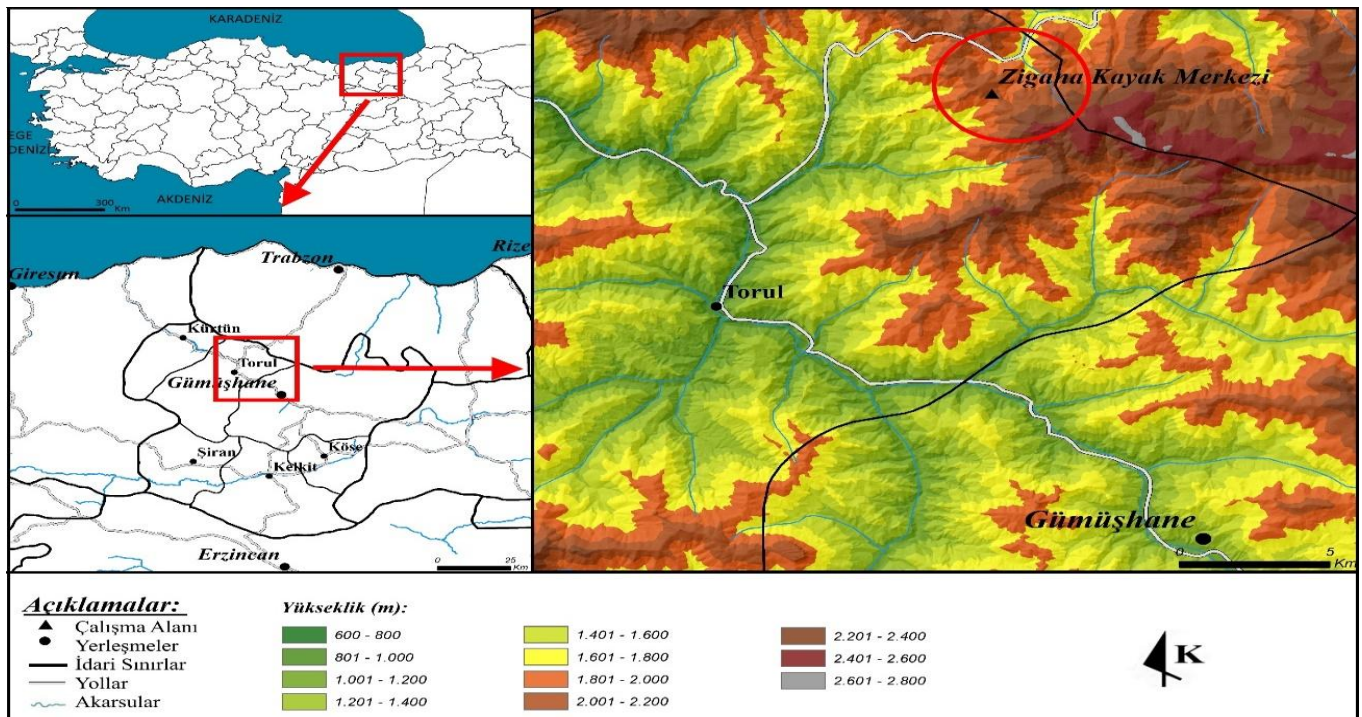 KARADENİZ
EGE
DENİZİ
AKDENİZ
0 300
Km
Giresun
Trabzon
Rize
Kürtün
Torul
Gümüşhane
Şiran
Köse
Kelkit
Erzincan
0 25
Km
Zigana Kayak Merkezi
Torul
Gümüşhane
0 5
Km
Açıklamalar:
Çalışma Alanı
Yerleşmeler
İdari Sınırlar
Yollar
Akarsular
Yükseklik (m):
600 - 800
801 - 1.000
1.001 - 1.200
1.201 - 1.400
1.401 - 1.600
1.601 - 1.800
1.801 - 2.000
2.001 - 2.200
2.201 - 2.400
2.401 - 2.600
2.601 - 2.800
K